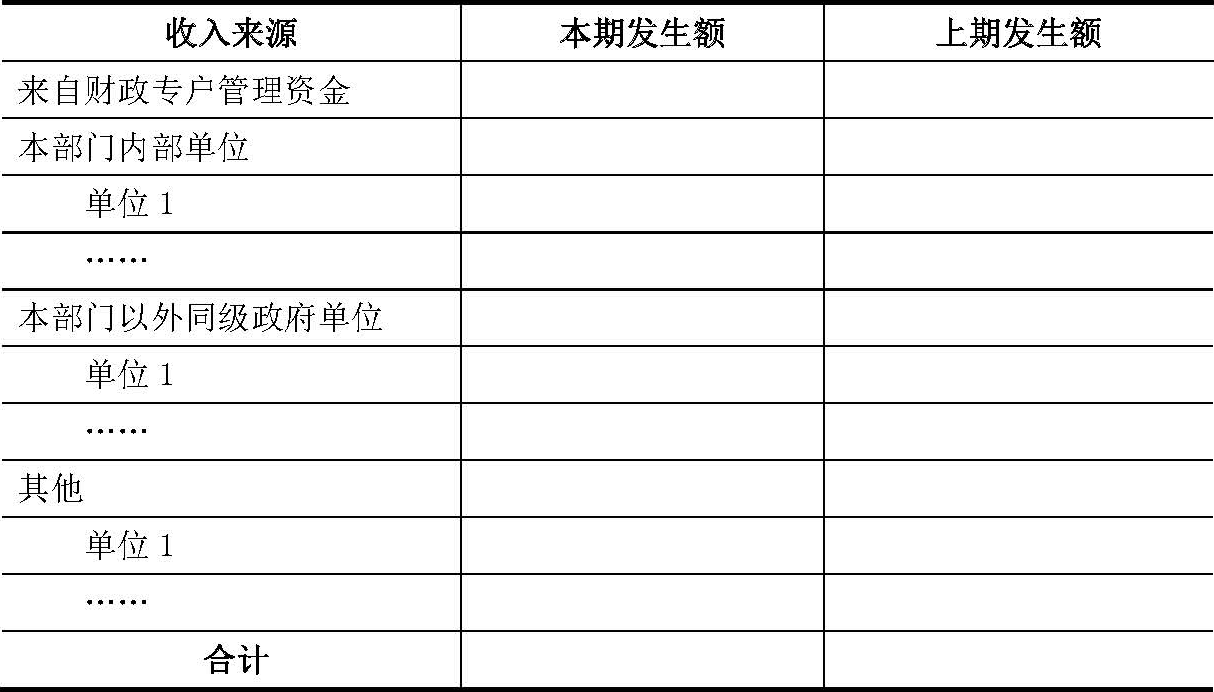 收入来源 本期发生额 上期发生额
来自财政专户管理资金
本部门内部单位
单位 1
……
本部门以外同级政府单位
单位 1
……
其他
单位 1
……
合计